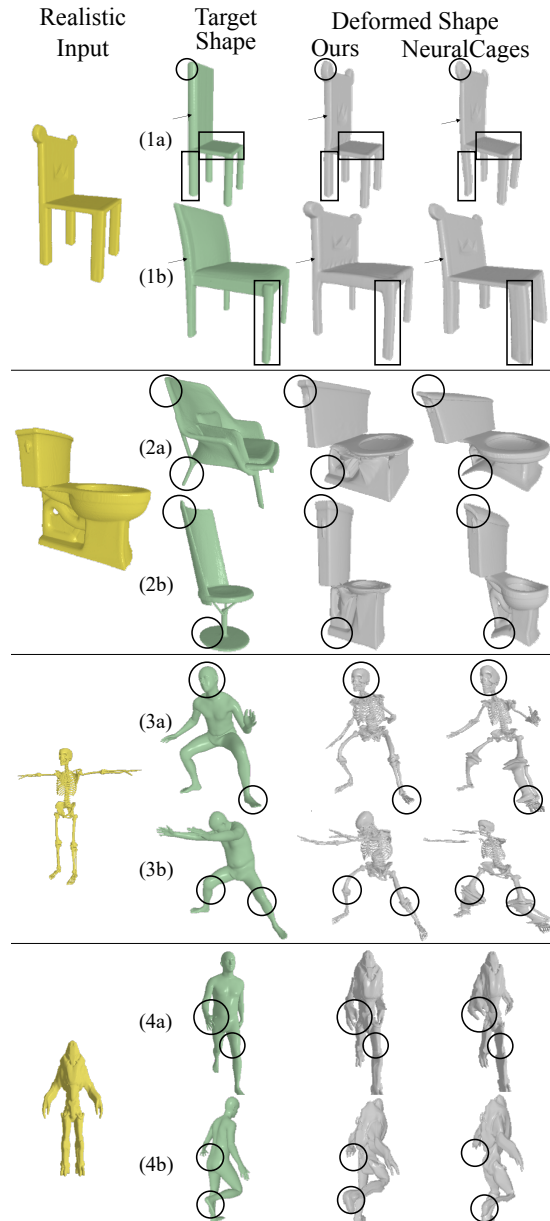 Realistic Input
Target Shape
Deformed Shape
Ours
NeuralCages
(1a)
(1b)
(2a)
(2b)
(3a)
(3b)
(4a)
(4b)